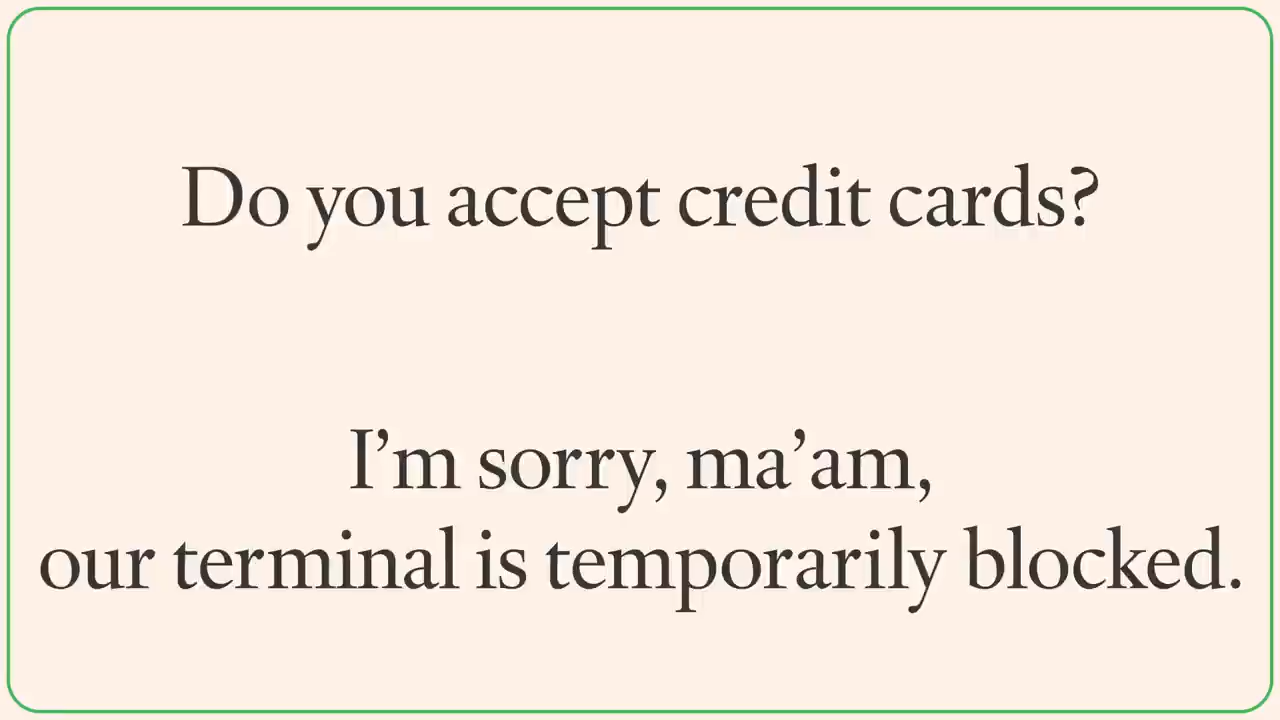 Do you accept credit cards?
I’m sorry, ma’am,
our terminal is temporarily blocked.